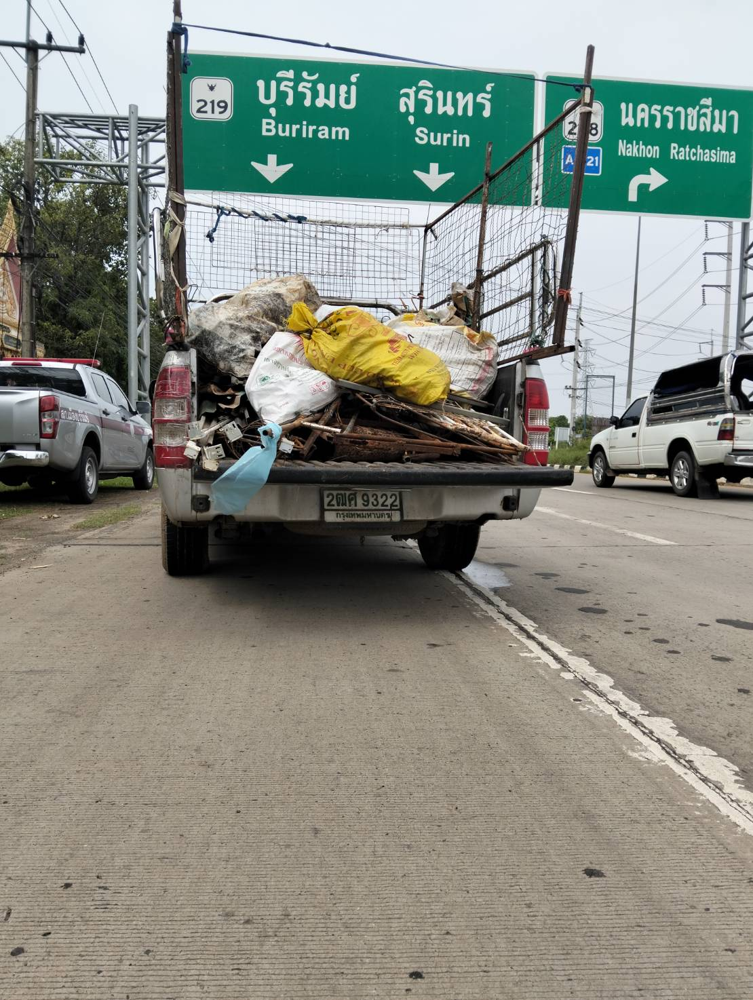 219
บุรีรัมย์
Buriram
สุรินทร์
Surin
นครราชสีมา
Nakhon Ratchasima
2ฒศ 9322
กรุงเทพมหานคร